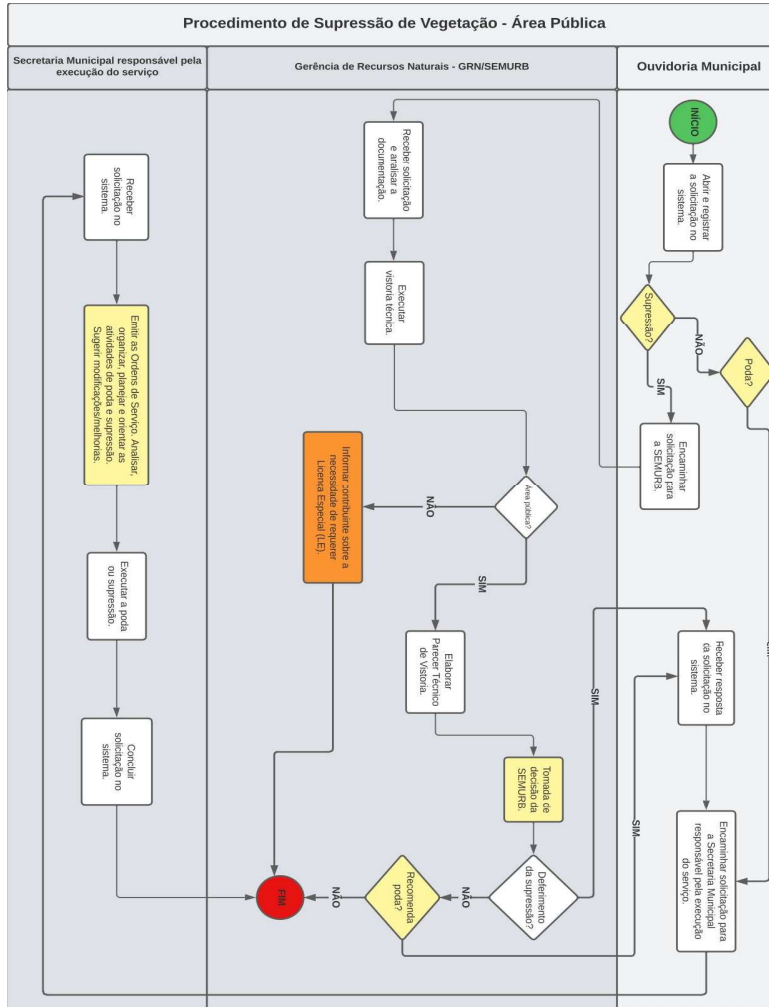 Procedimento de Supressão de Vegetação - Área Pública
Secretaria Municipal responsável pela
execução do serviço
Gerência de Recursos Naturais - GRN/SEMURB
Ouvidoria Municipal
INÍCIO
Abrir e registrar
a solicitação no
sistema.
Supressão?
NÃO
Poda?
SIM
Encaminhar
solicitação para
a SEMURB.
SIM
Receber solicitação
e analisar a
documentação.
Executar
vistoria técnica.
Área pública?
NÃO
Informar contribuinte sobre a
necessidade de requerer
Licença Especial (LE).
SIM
Elaborar
Parecer Técnico
de Vistoria.
Tomada de
decisão da
SEMURB.
Deferimento
da supressão?
SIM
NÃO
Recomenda
poda?
SIM
NÃO
FIM
Receber resposta
da solicitação no
sistema.
Encaminhar solicitação para
a Secretaria Municipal
responsável pela execução
do serviço.
Receber
solicitação no
sistema.
Emitir as Ordens de Serviço. Analisar,
organizar, planejar e orientar as
atividades de poda e supressão.
Sugerir modificações/melhorias.
Executar a poda
ou supressão.
Concluir
solicitação no
sistema.